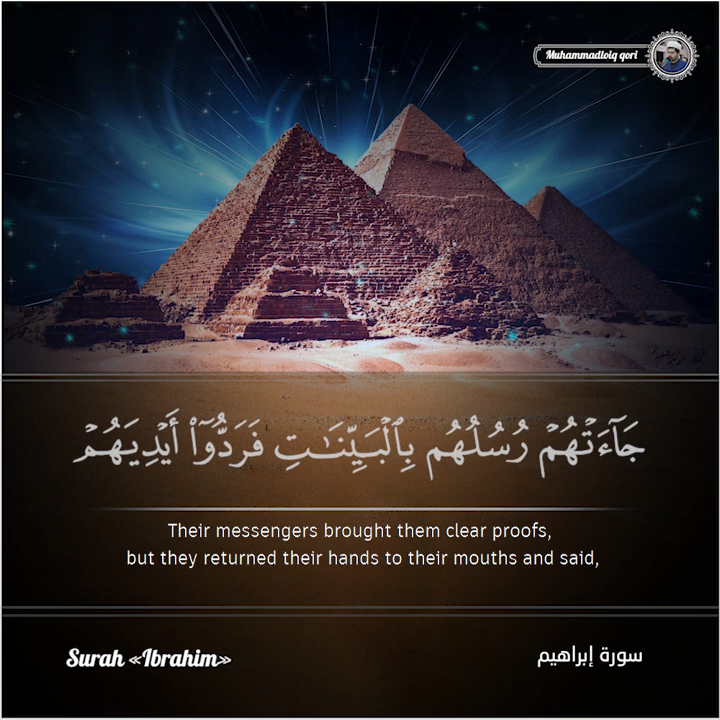 Muhammadloiq qori
جَآءَتْهُمْ رُسُلُهُم بِٱلْبَيِّنَـٰتِ فَرَدُّوٓا۟ أَيْدِيَهُمْ
Their messengers brought them clear proofs,
but they returned their hands to their mouths and said,
Surah «Ibrahim»
سورة إبراهيم